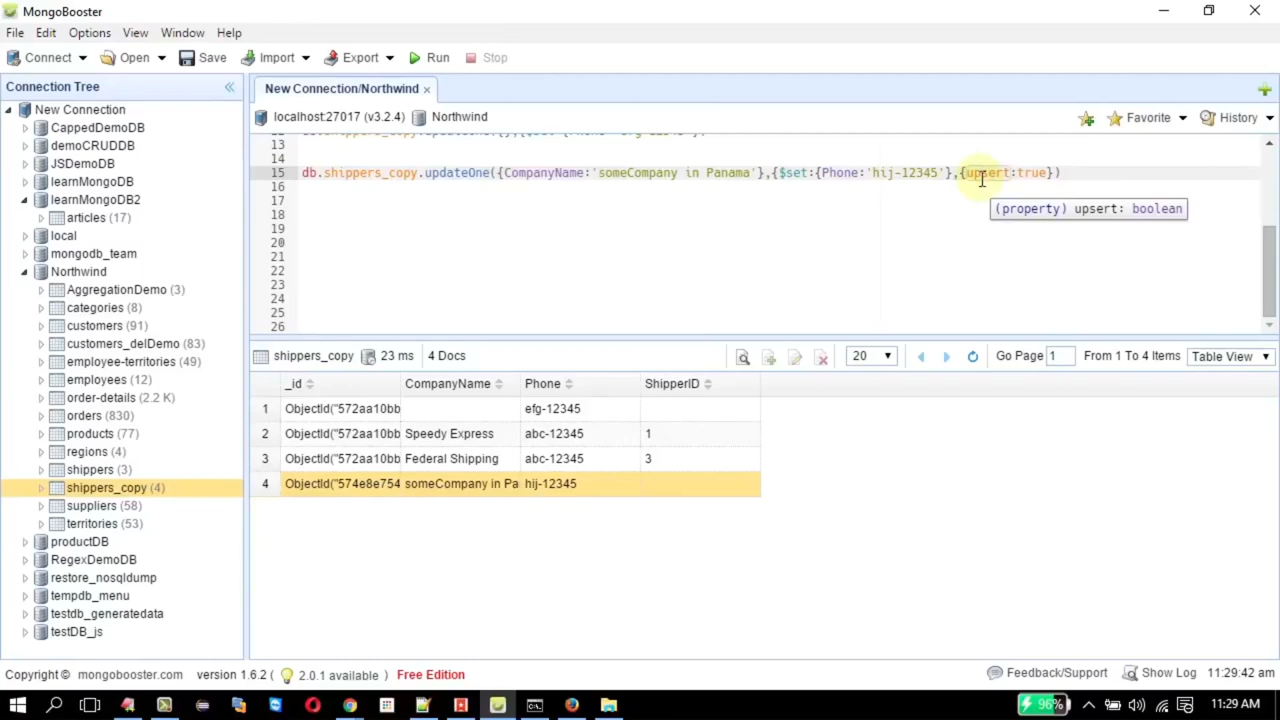 MongoBooster
File Edit Options View Window Help
Connect Open Save Import Export Run Stop
Connection Tree
New Connection
CappedDemoDB
demoCRUDDB
JSDemoDB
learnMongoDB
learnMongoDB2
articles (17)
local
mongodb_team
Northwind
AggregationDemo (3)
categories (8)
customers (91)
customers_delDemo (83)
employee-territories (49)
employees (12)
order-details (2.2 K)
orders (830)
products (77)
regions (4)
shippers (3)
shippers_copy (4)
suppliers (58)
territories (53)
productDB
RegexDemoDB
restore_nosqldump
tempdb_menu
testdb_generatedata
testDB_js
New Connection/Northwind ×
localhost:27017 (v3.2.4) Northwind
Favorite History
13
14
15 db.shippers_copy.updateOne({CompanyName:'someCompany in Panama'},{$set:{Phone:'hij-12345'},{upsert:true})
16
(property) upsert: boolean
17
18
19
20
21
22
23
24
25
26
shippers_copy 23 ms 4 Docs 20 Go Page 1 From 1 To 4 Items Table View
_id CompanyName Phone ShipperID
1 ObjectId("572aa10bb efg-12345
2 ObjectId("572aa10bb Speedy Express abc-12345 1
3 ObjectId("572aa10bb Federal Shipping abc-12345 3
4 ObjectId("574e8e754 someCompany in Pa hij-12345
Copyright © mongobooster.com version 1.6.2 ( 2.0.1 available ) Free Edition Feedback/Support Show Log 11:29:42 am
96% 11:29 AM